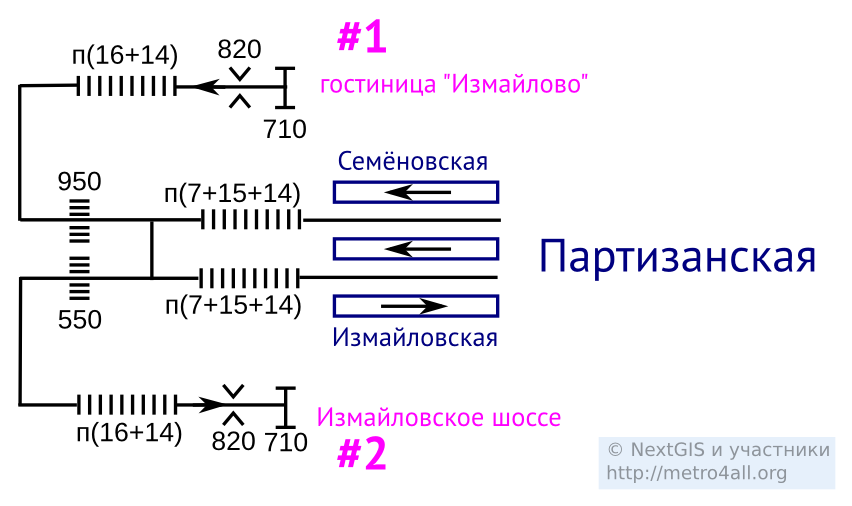 #1
820
п(16+14)
гостиница "Измайлово"
710
Семёновская
950
п(7+15+14)
Партизанская
п(7+15+14)
550
Измайловская
Измайловское шоссе
п(16+14)
820
710
#2
© NextGIS и участники
http://metro4all.org